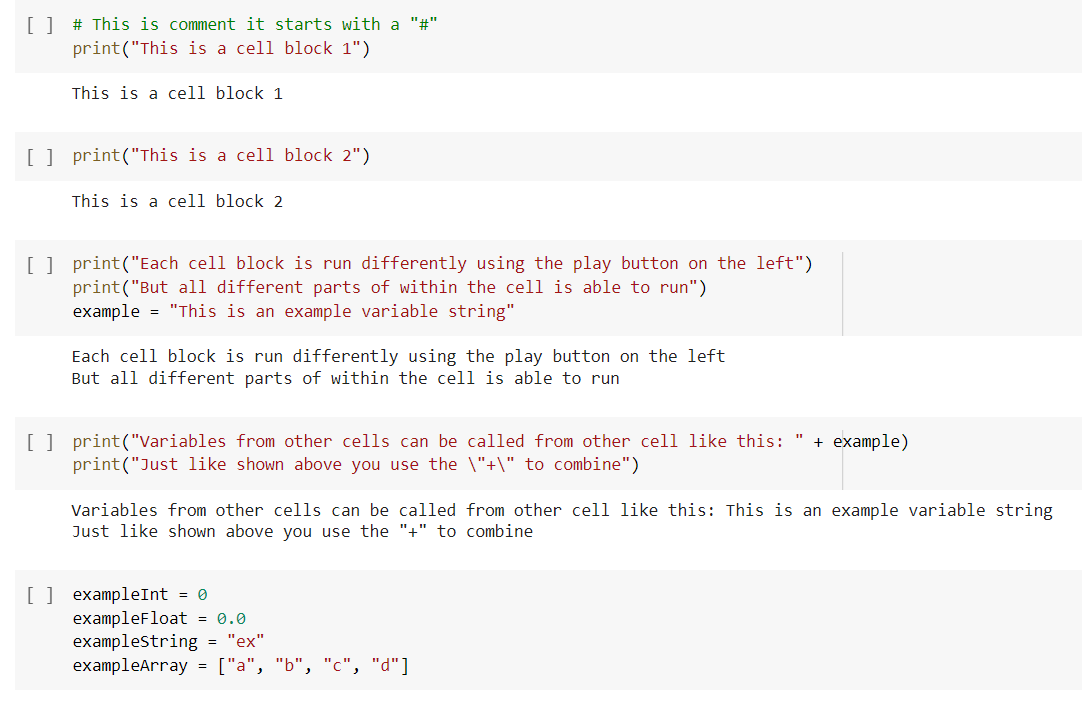 [ ] # This is comment it starts with a "#"
print("This is a cell block 1")
This is a cell block 1
[ ] print("This is a cell block 2")
This is a cell block 2
[ ] print("Each cell block is run differently using the play button on the left")
print("But all different parts of within the cell is able to run")
example = "This is an example variable string"
Each cell block is run differently using the play button on the left
But all different parts of within the cell is able to run
[ ] print("Variables from other cells can be called from other cell like this: " + example)
print("Just like shown above you use the \"+\" to combine")
Variables from other cells can be called from other cell like this: This is an example variable string
Just like shown above you use the "+" to combine
[ ] exampleInt = 0
exampleFloat = 0.0
exampleString = "ex"
exampleArray = ["a", "b", "c", "d"]